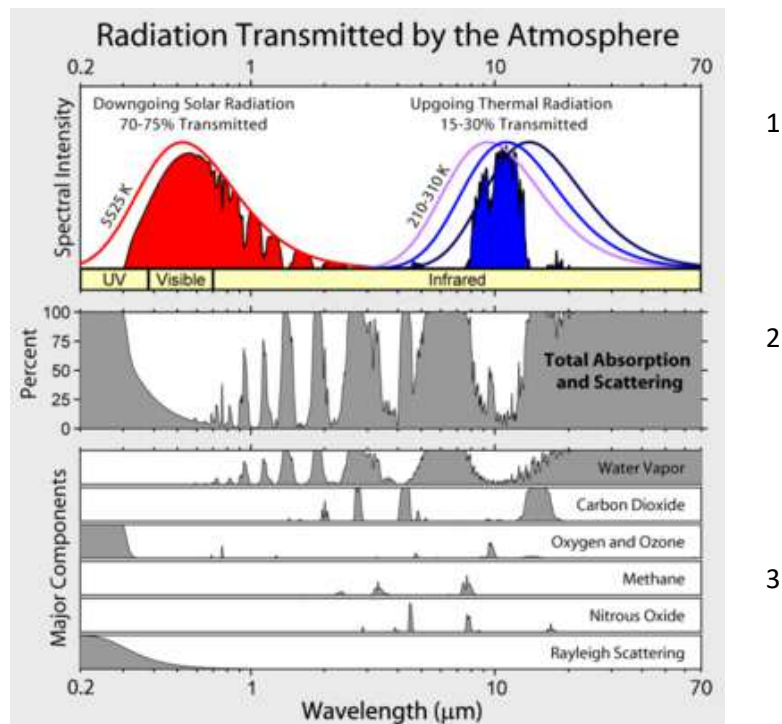 Radiation Transmitted by the Atmosphere
0.2 1 10 70
Spectral Intensity
Downgoing Solar Radiation
70-75% Transmitted
Upgoing Thermal Radiation
15-30% Transmitted
1
5525 K
210-310 K
UV Visible Infrared
Percent
100
75
50
25
0
Total Absorption
and Scattering
2
Major Components
Water Vapor
Carbon Dioxide
Oxygen and Ozone
Methane
3
Nitrous Oxide
Rayleigh Scattering
0.2 1 10 70
Wavelength (μm)